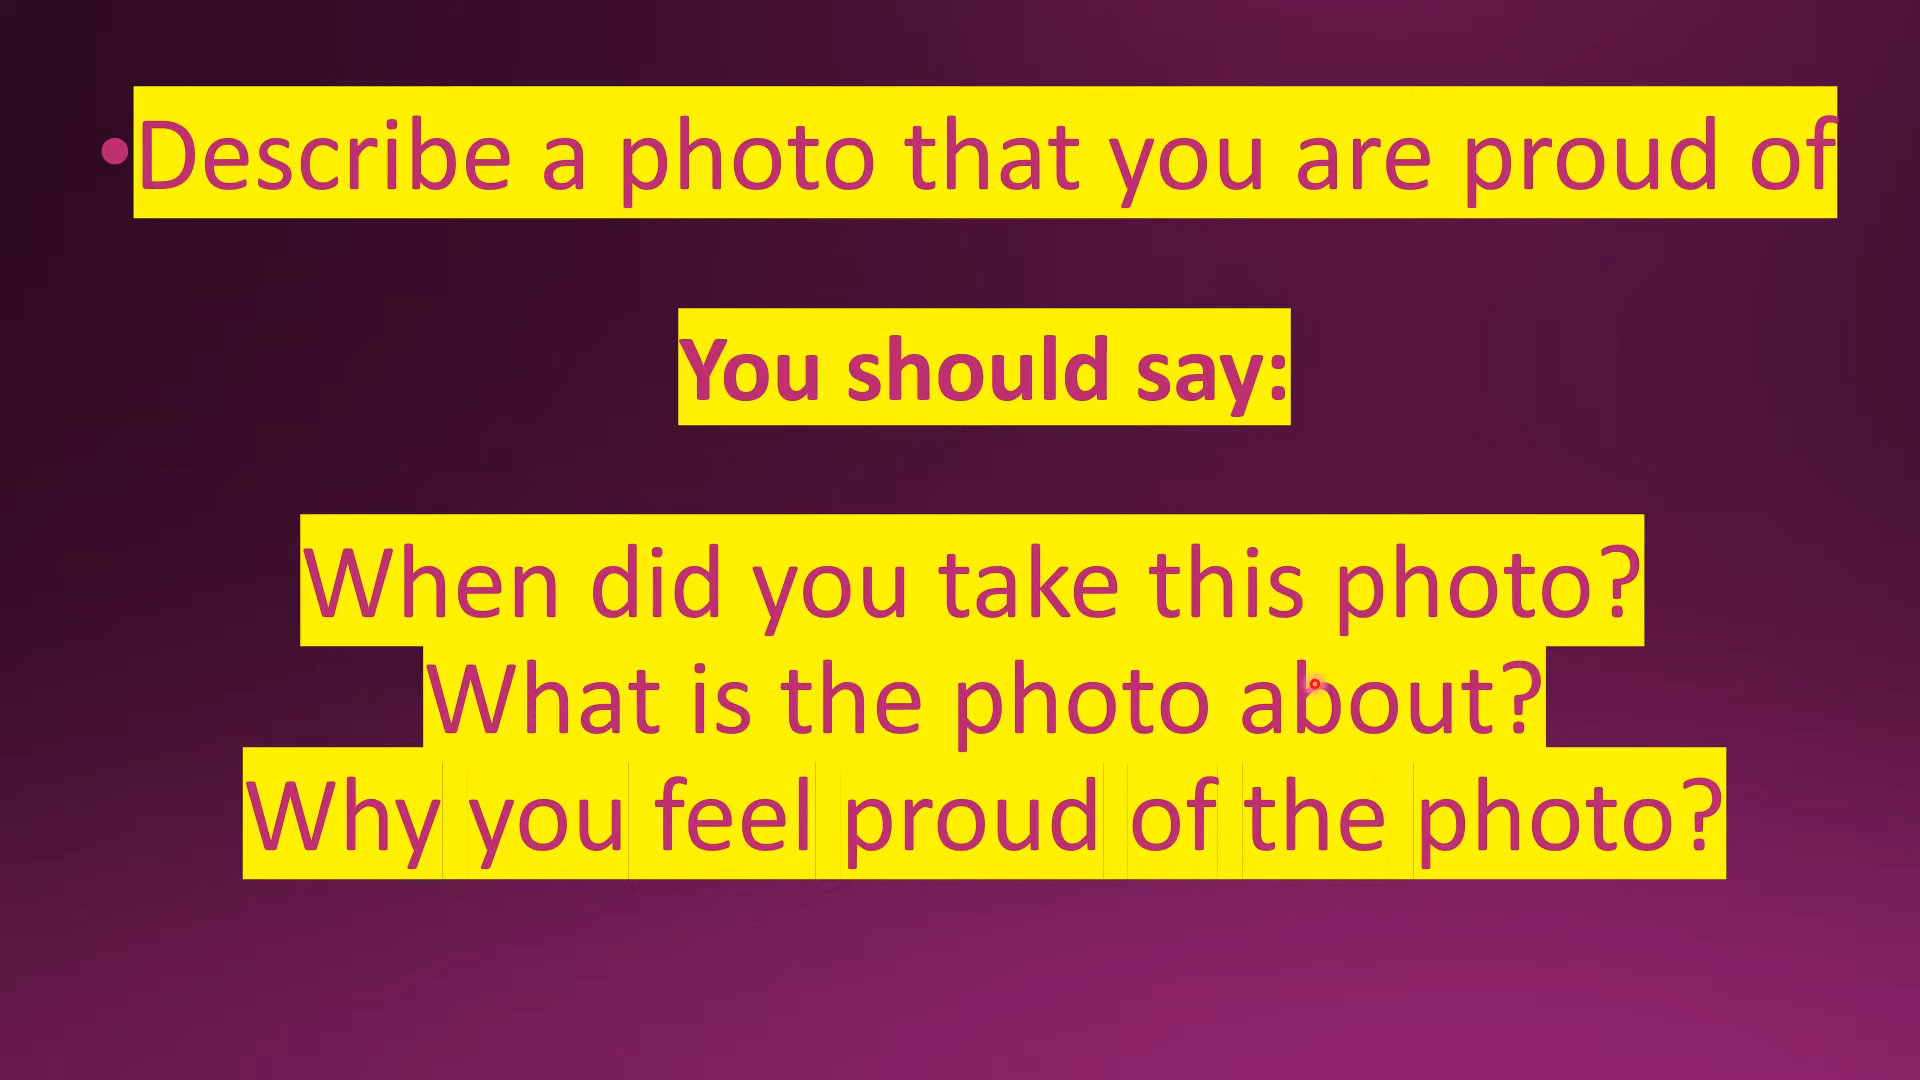 •Describe a photo that you are proud of
You should say:
When did you take this photo?
What is the photo about?
Why you feel proud of the photo?